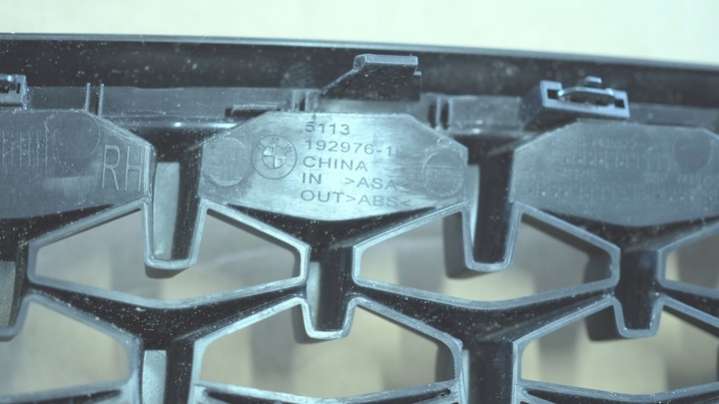 RH
5113
192976-1
CHINA
IN >ASA<
OUT>ABS<